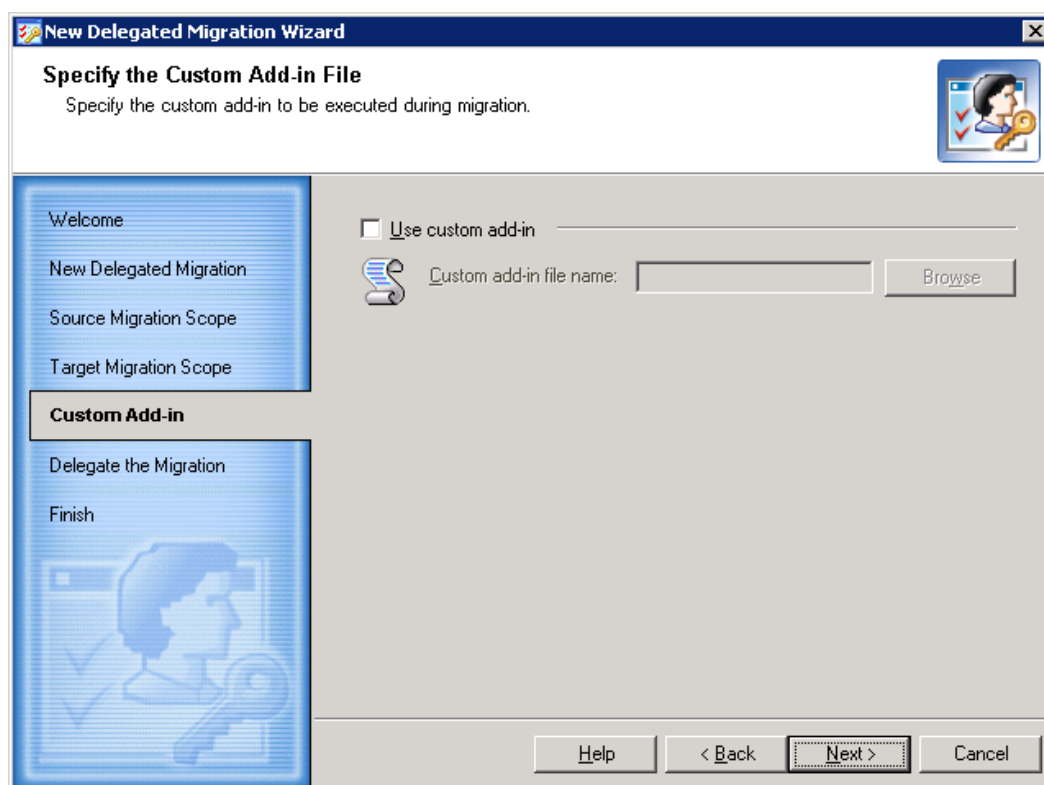 New Delegated Migration Wizard
Specify the Custom Add-in File
Specify the custom add-in to be executed during migration.
Welcome
New Delegated Migration
Source Migration Scope
Target Migration Scope
Custom Add-in
Delegate the Migration
Finish
Use custom add-in
Custom add-in file name:
Browse
Help
< Back
Next >
Cancel